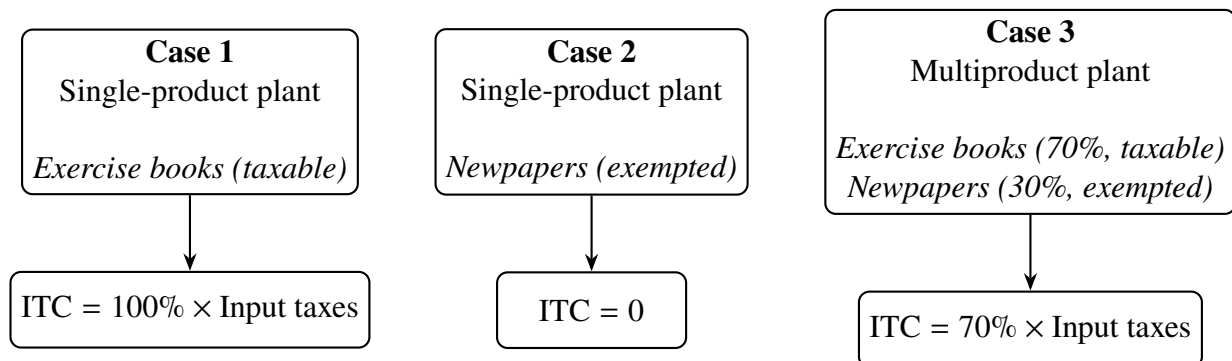 Case 1
Single-product plant
Exercise books (taxable)
ITC = 100% × Input taxes
Case 2
Single-product plant
Newpapers (exempted)
ITC = 0
Case 3
Multiproduct plant
Exercise books (70%, taxable)
Newpapers (30%, exempted)
ITC = 70% × Input taxes